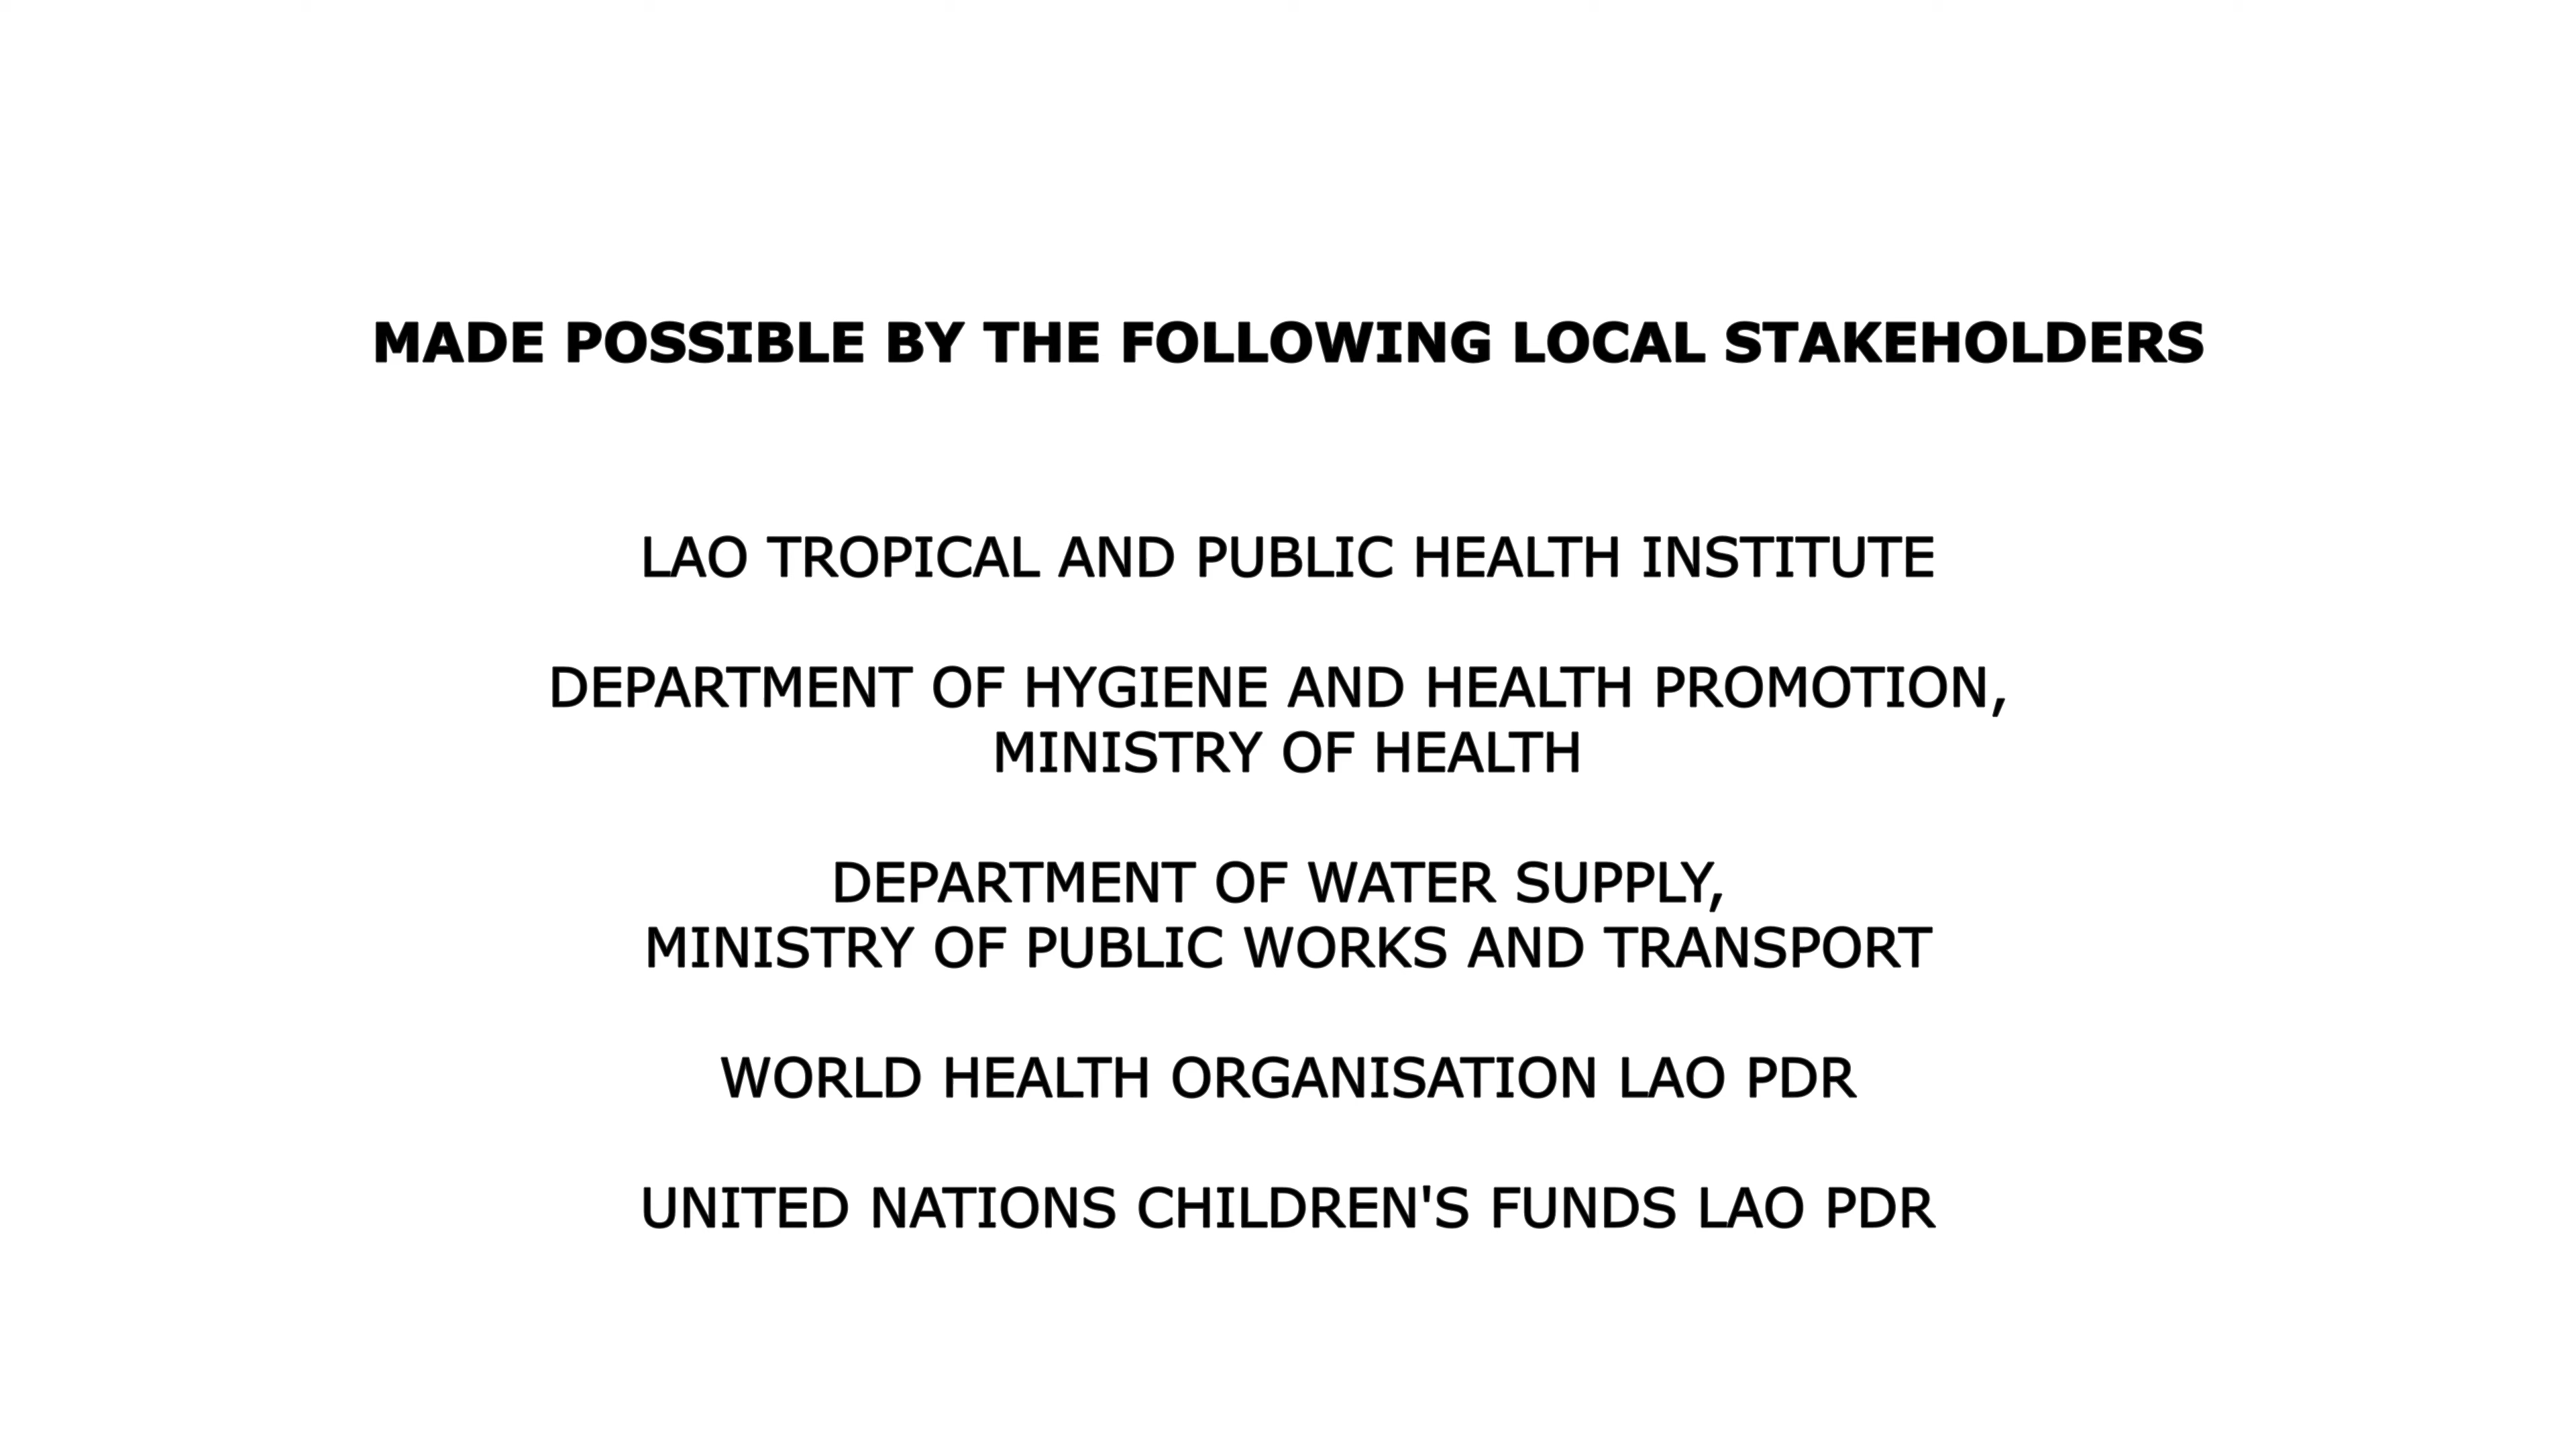 MADE POSSIBLE BY THE FOLLOWING LOCAL STAKEHOLDERS
LAO TROPICAL AND PUBLIC HEALTH INSTITUTE
DEPARTMENT OF HYGIENE AND HEALTH PROMOTION,
MINISTRY OF HEALTH
DEPARTMENT OF WATER SUPPLY,
MINISTRY OF PUBLIC WORKS AND TRANSPORT
WORLD HEALTH ORGANISATION LAO PDR
UNITED NATIONS CHILDREN'S FUNDS LAO PDR